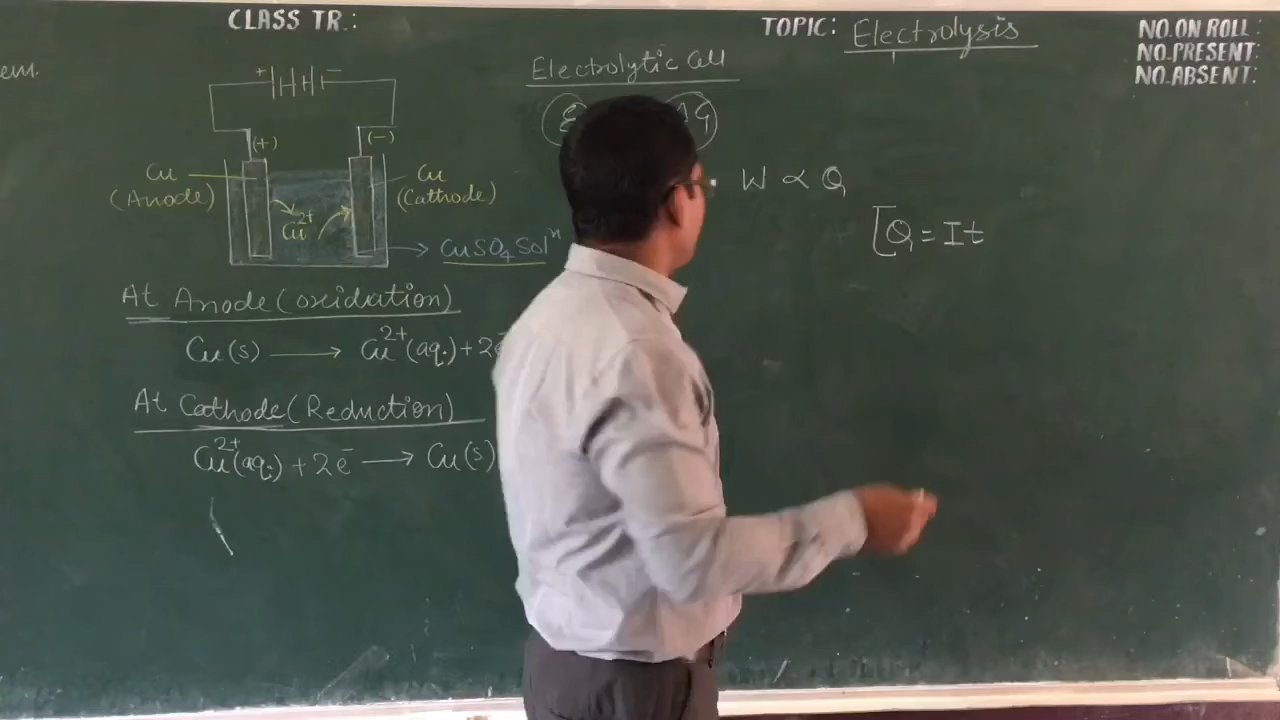 CLASS TR.:
TOPIC: Electrolysis
NO. ON ROLL :
NO. PRESENT:
NO. ABSENT:
em.
Electrolytic Cell
+ −
(+) (−)
Cu
(Anode)
Cu
(Cathode)
Cu²⁺
CuSO₄ Solⁿ
W ∝ Q
[Q = It
At Anode (oxidation)
Cu(s) ⟶ Cu²⁺(aq.) + 2e⁻
At Cathode (Reduction)
Cu²⁺(aq.) + 2e⁻ ⟶ Cu(s)